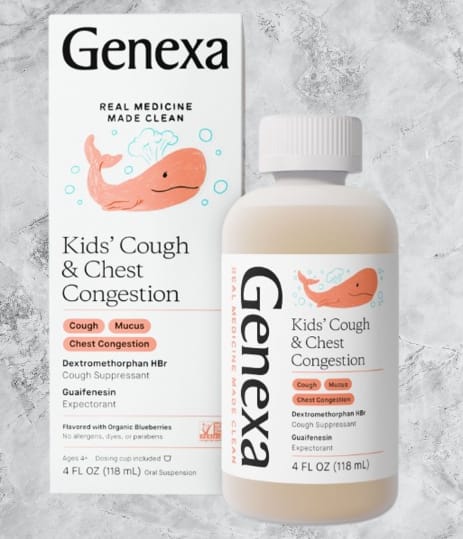 Genexa
REAL MEDICINE
MADE CLEAN
Kids' Cough
& Chest
Congestion
Cough Mucus
Chest Congestion
Dextromethorphan HBr
Cough Suppressant
Guaifenesin
Expectorant
Flavored with Organic Blueberries
No allergens, dyes, or parabens
Ages 4+ Dosing cup included
4 FL OZ (118 mL) Oral Suspension
Genexa
REAL MEDICINE MADE CLEAN
Kids' Cough
& Chest
Congestion
Cough Mucus
Chest Congestion
Dextromethorphan HBr
Cough Suppressant
Guaifenesin
Expectorant
4 FL OZ (118 mL)